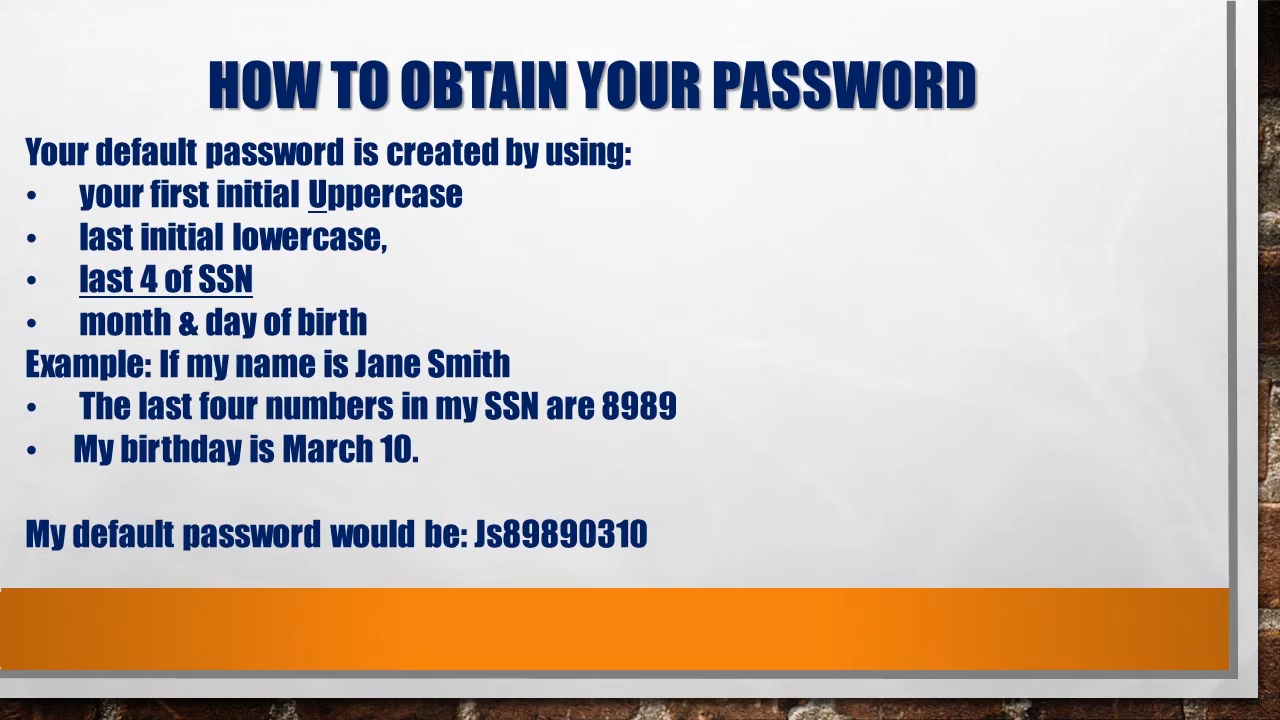 HOW TO OBTAIN YOUR PASSWORD
Your default password is created by using:
• your first initial Uppercase
• last initial lowercase,
• last 4 of SSN
• month & day of birth
Example: If my name is Jane Smith
• The last four numbers in my SSN are 8989
• My birthday is March 10.
My default password would be: Js89890310